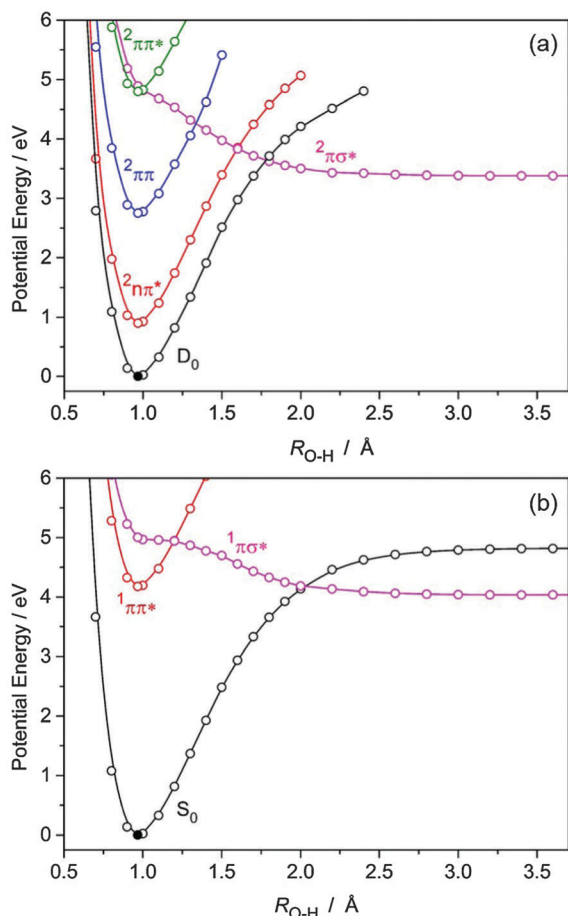 6
(a)
²ππ*
5
4
²πσ*
²ππ
3
2
²nπ*
1
D₀
0
0.5 1.0 1.5 2.0 2.5 3.0 3.5
Potential Energy / eV
R_O-H / Å
6
(b)
5
¹πσ*
4
¹ππ*
3
2
1
S₀
0
0.5 1.0 1.5 2.0 2.5 3.0 3.5
Potential Energy / eV
R_O-H / Å